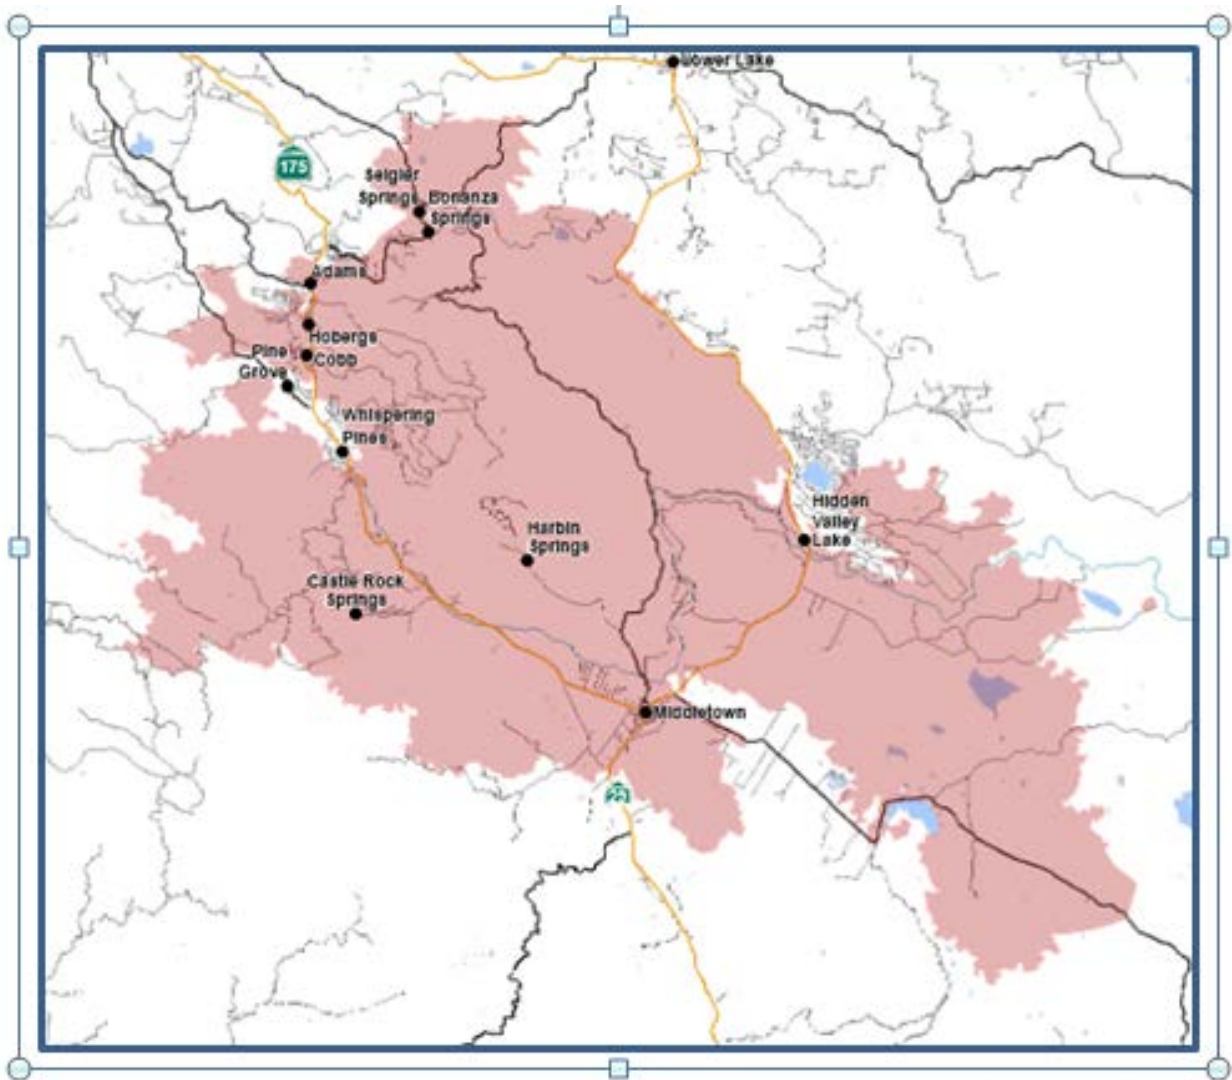 Lower Lake
175
Seigler
Springs
Bonanza
Springs
Adams
Hobergs
Pine
Grove
Cobb
Whispering
Pines
Hidden
Valley
Lake
Harbin
Springs
Castle Rock
Springs
Middletown